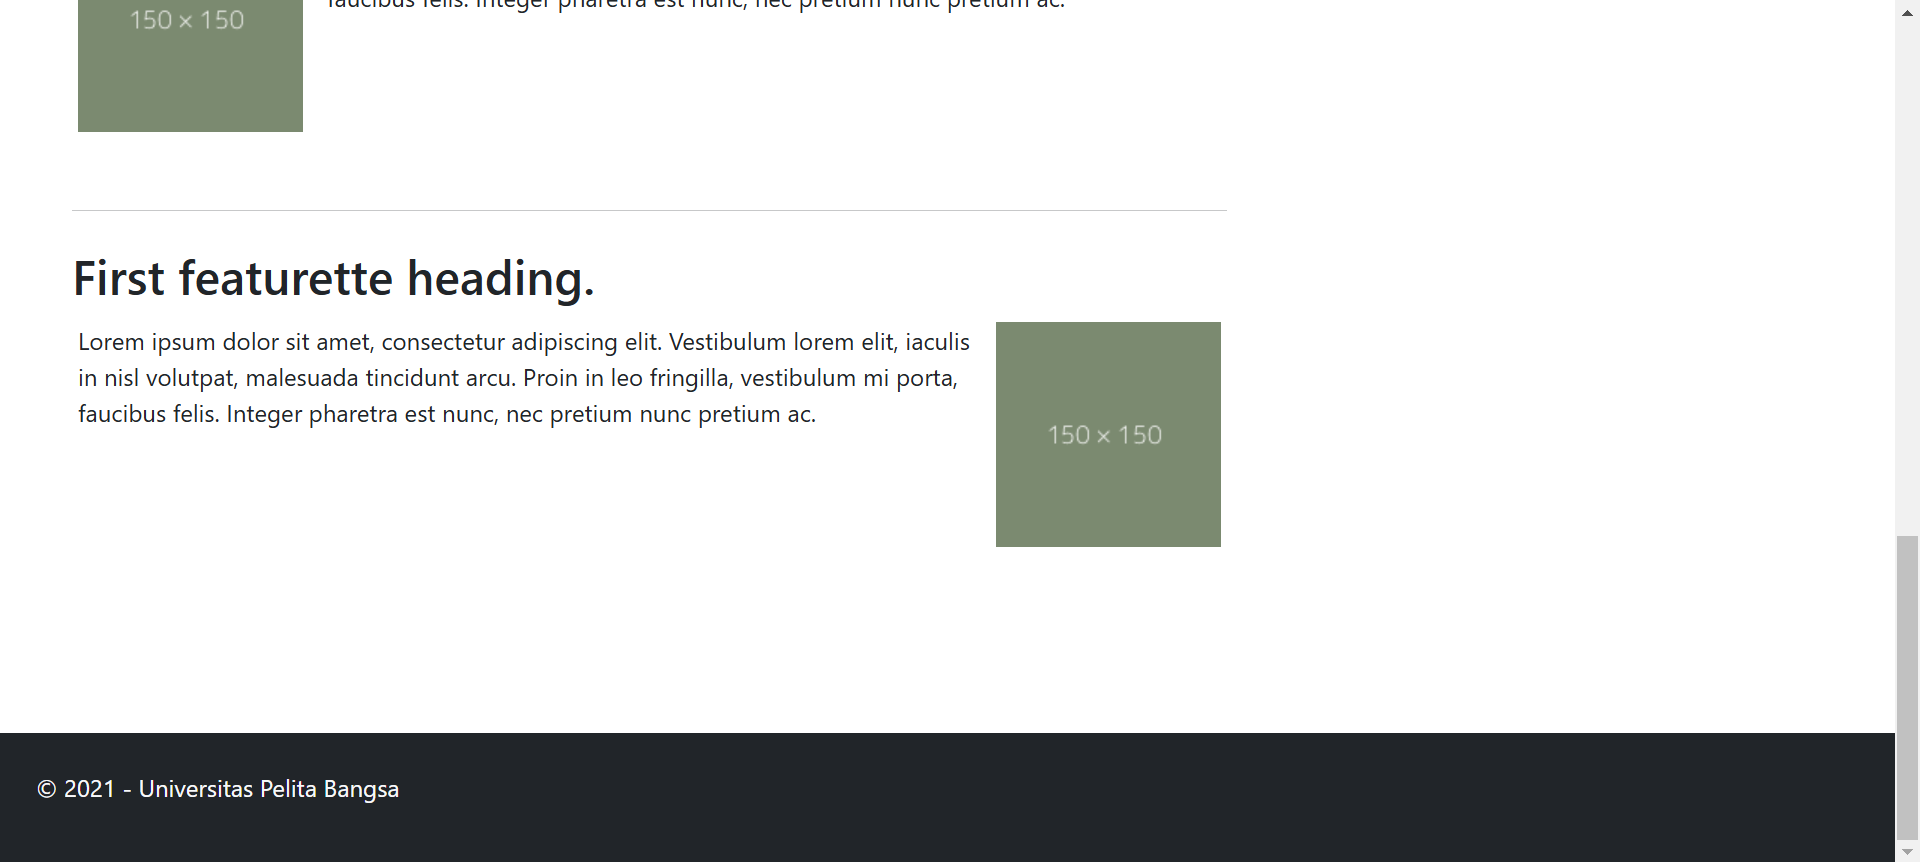 150 × 150
faucibus felis. Integer pharetra est nunc, nec pretium nunc pretium ac.
First featurette heading.
Lorem ipsum dolor sit amet, consectetur adipiscing elit. Vestibulum lorem elit, iaculis
in nisl volutpat, malesuada tincidunt arcu. Proin in leo fringilla, vestibulum mi porta,
faucibus felis. Integer pharetra est nunc, nec pretium nunc pretium ac.
150 × 150
© 2021 - Universitas Pelita Bangsa